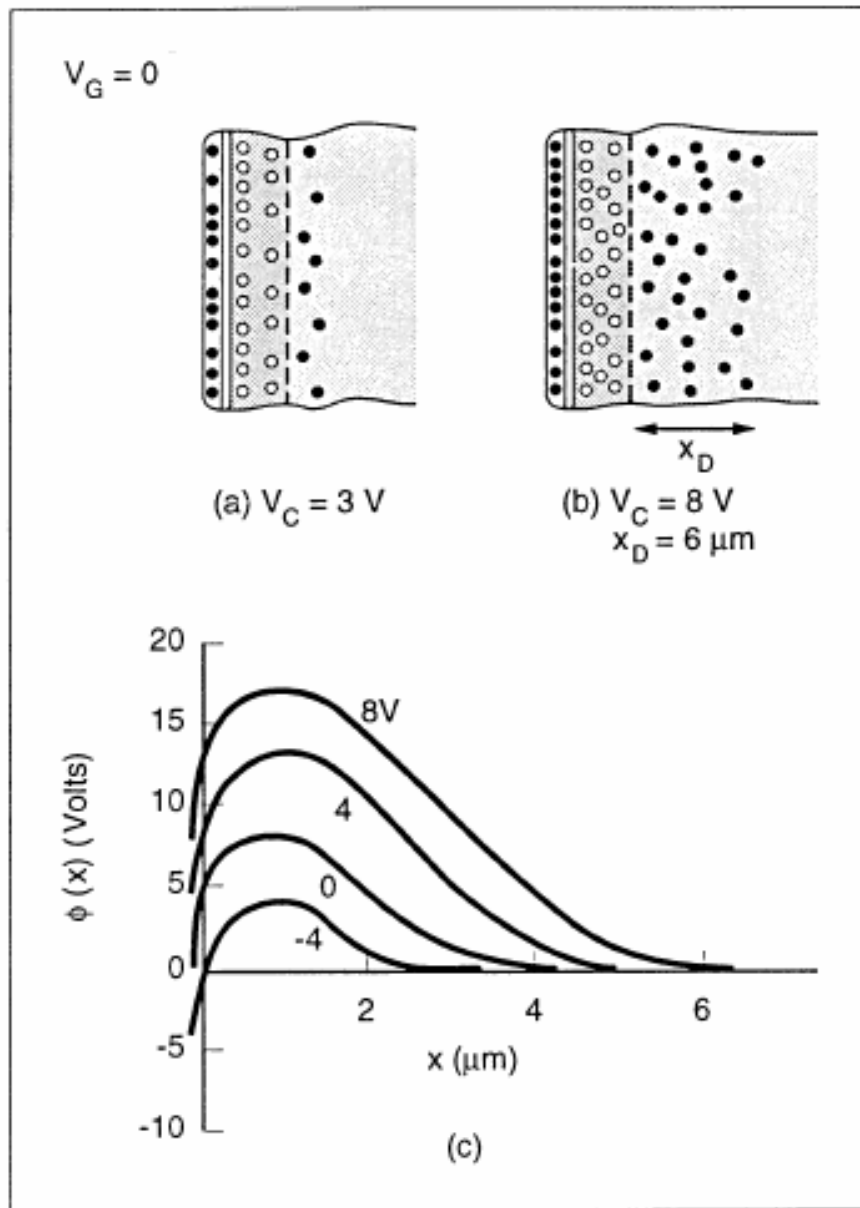 V_G = 0
x_D
(a) V_C = 3 V
(b) V_C = 8 V
x_D = 6 μm
20
15
10
5
0
-5
-10
ϕ (x) (Volts)
8V
4
0
-4
2
4
6
x (μm)
(c)